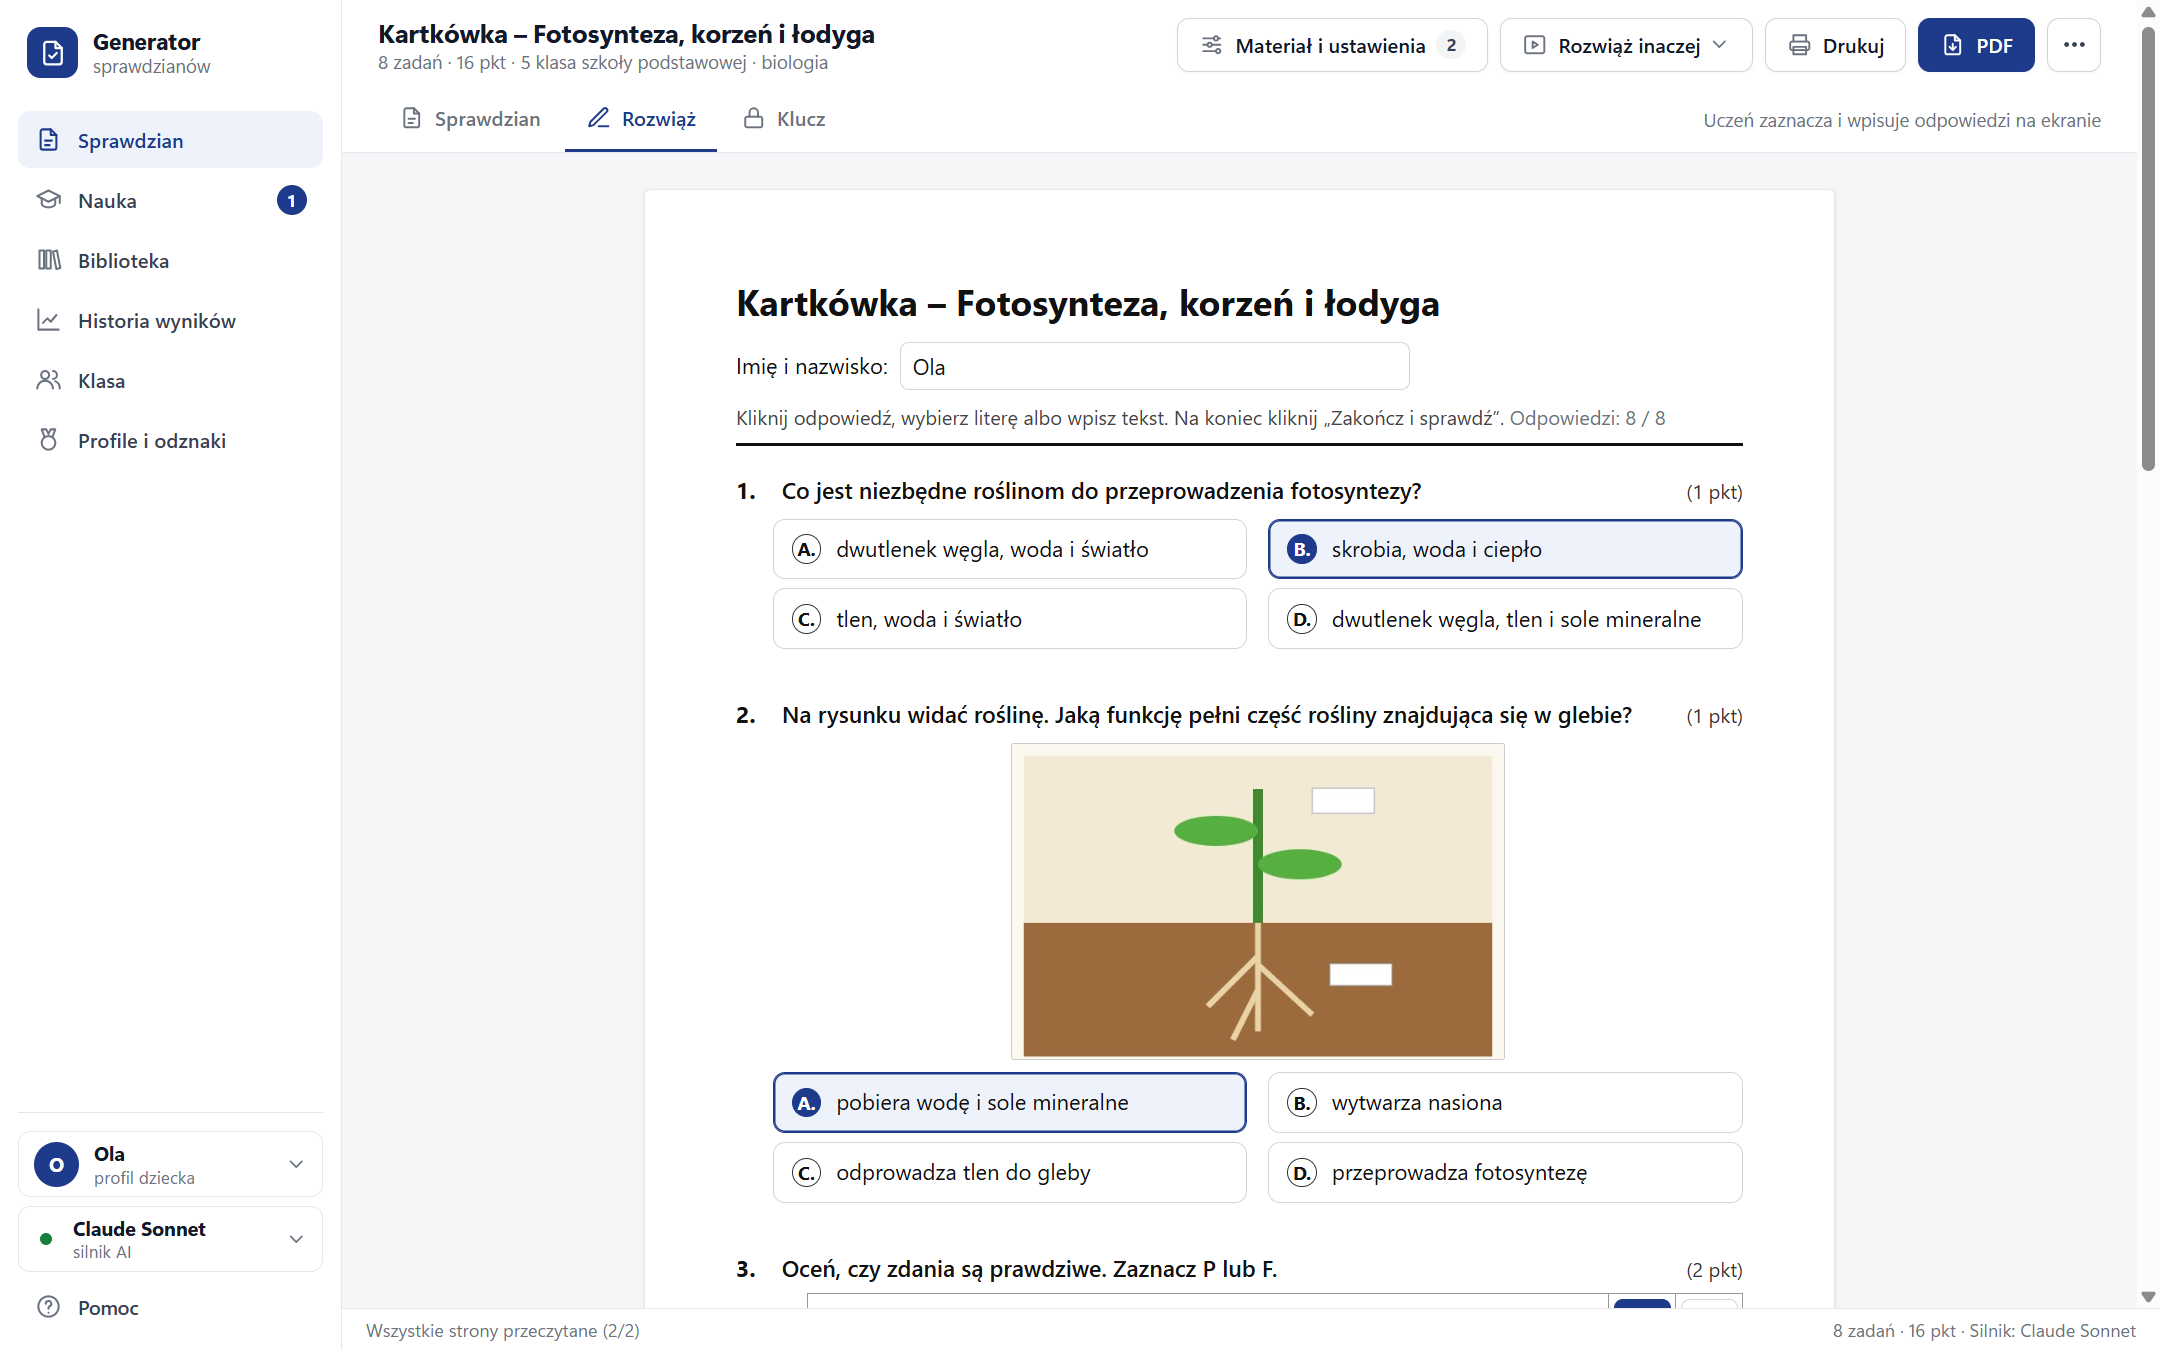 Generator
sprawdzianów
Sprawdzian
Nauka 1
Biblioteka
Historia wyników
Klasa
Profile i odznaki
O Ola
profil dziecka
Claude Sonnet
silnik AI
Pomoc
Kartkówka – Fotosynteza, korzeń i łodyga
8 zadań · 16 pkt · 5 klasa szkoły podstawowej · biologia
Materiał i ustawienia 2
Rozwiąż inaczej
Drukuj
PDF
Sprawdzian
Rozwiąż
Klucz
Uczeń zaznacza i wpisuje odpowiedzi na ekranie
Kartkówka – Fotosynteza, korzeń i łodyga
Imię i nazwisko: Ola
Kliknij odpowiedź, wybierz literę albo wpisz tekst. Na koniec kliknij „Zakończ i sprawdź”. Odpowiedzi: 8 / 8
1. Co jest niezbędne roślinom do przeprowadzenia fotosyntezy? (1 pkt)
A. dwutlenek węgla, woda i światło
B. skrobia, woda i ciepło
C. tlen, woda i światło
D. dwutlenek węgla, tlen i sole mineralne
2. Na rysunku widać roślinę. Jaką funkcję pełni część rośliny znajdująca się w glebie? (1 pkt)
A. pobiera wodę i sole mineralne
B. wytwarza nasiona
C. odprowadza tlen do gleby
D. przeprowadza fotosyntezę
3. Oceń, czy zdania są prawdziwe. Zaznacz P lub F. (2 pkt)
Wszystkie strony przeczytane (2/2)
8 zadań · 16 pkt · Silnik: Claude Sonnet